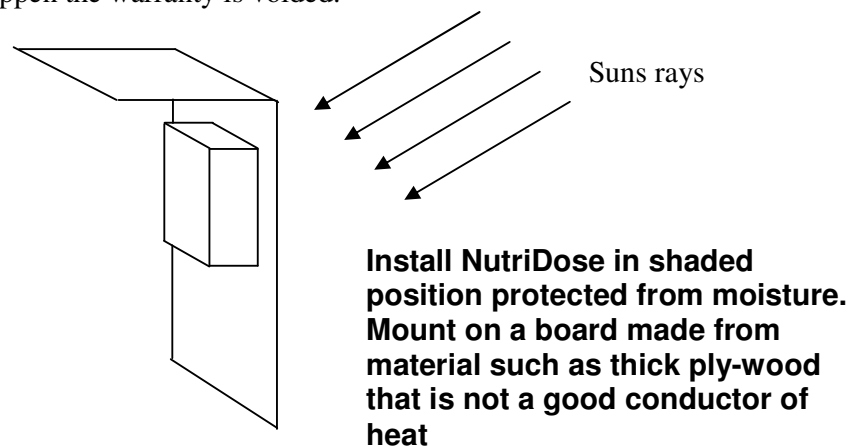 the warranty is voided.
Suns rays
Install NutriDose in shaded
position protected from moisture.
Mount on a board made from
material such as thick ply-wood
that is not a good conductor of
heat